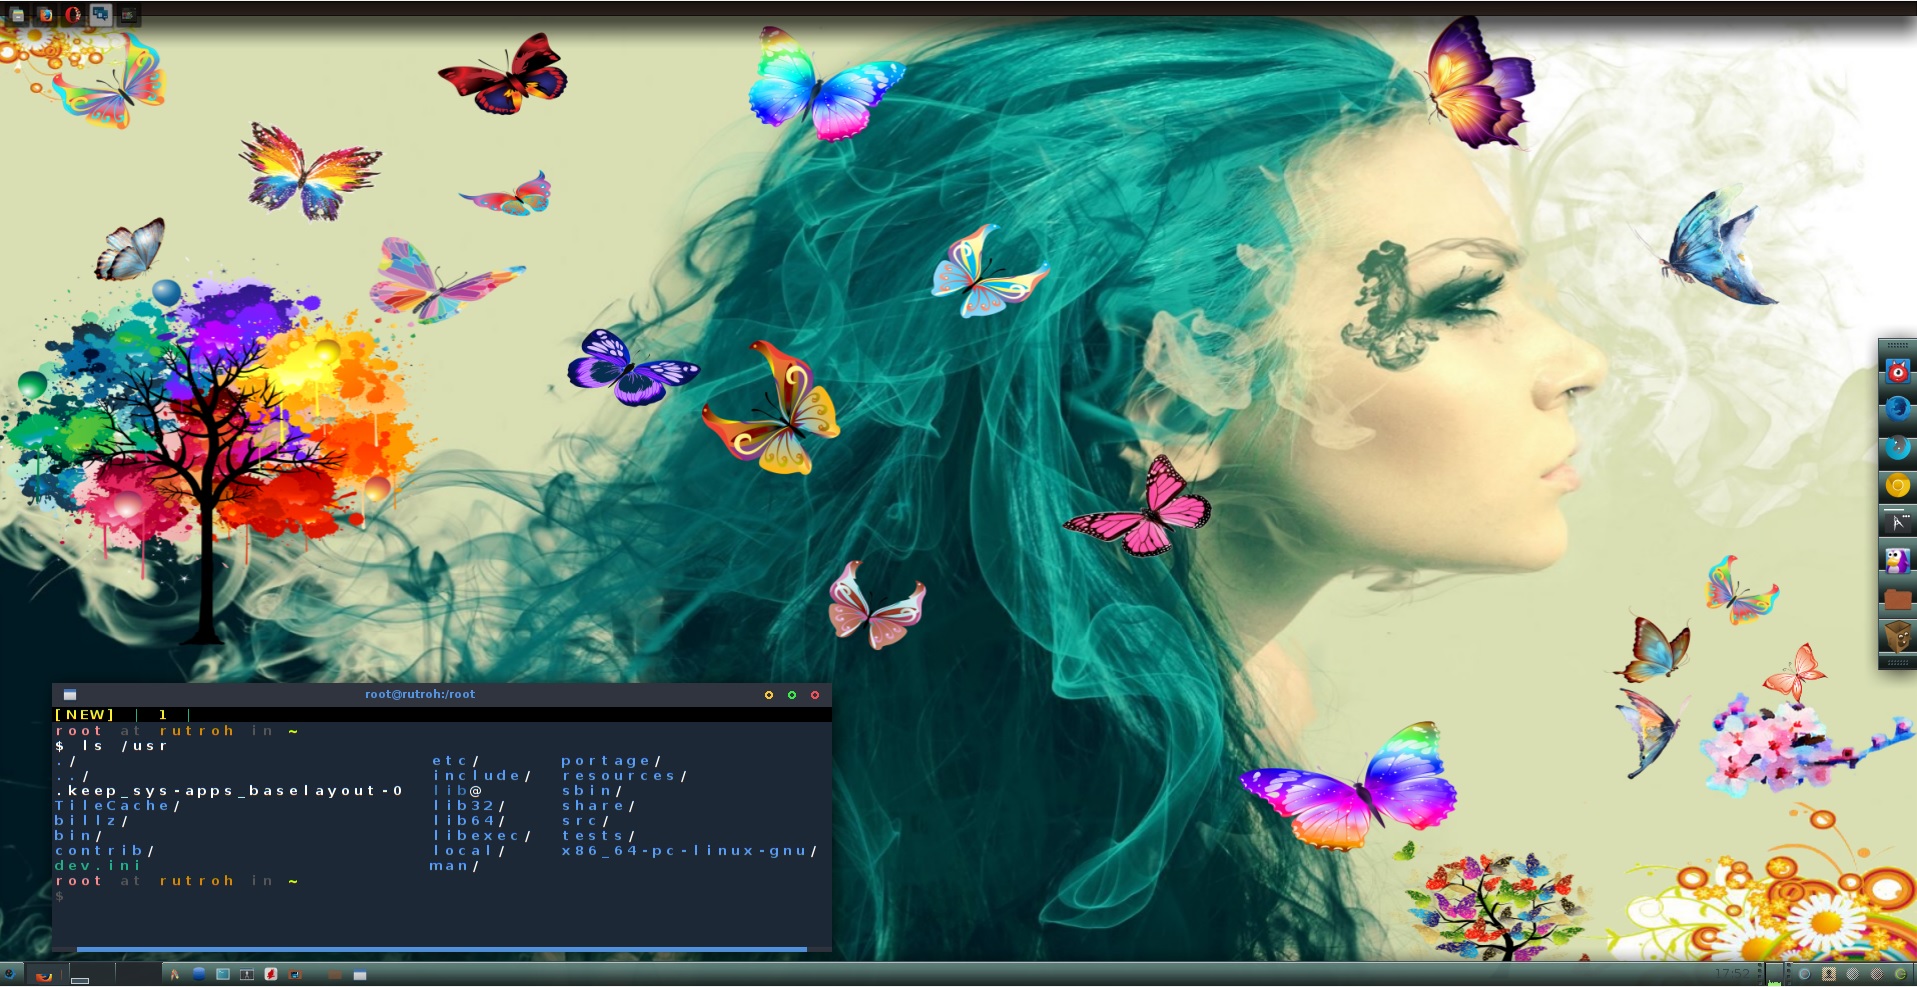 root@rutroh:/root
[NEW] | 1 |
root at rutroh in ~
$ ls /usr
./ etc/ portage/
../ include/ resources/
.keep_sys-apps_baselayout-0 lib@ sbin/
TileCache/ lib32/ share/
billz/ lib64/ src/
bin/ libexec/ tests/
contrib/ local/ x86_64-pc-linux-gnu/
dev.ini man/
root at rutroh in ~
$
17:52